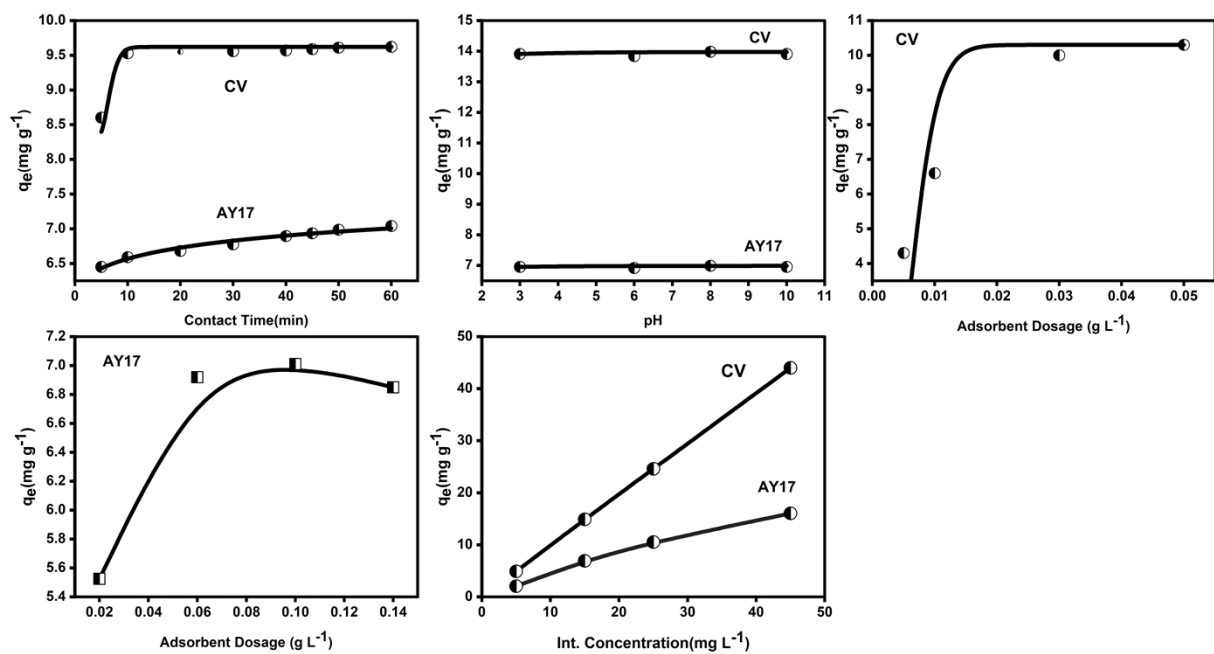 10.0
9.5
9.0
8.5
8.0
7.5
7.0
6.5
qe(mg g-1)
CV
AY17
0 10 20 30 40 50 60
Contact Time(min)
15
14
13
12
11
10
9
8
7
qe(mg g-1)
CV
AY17
2 3 4 5 6 7 8 9 10 11
pH
11
10
9
8
7
6
5
4
qe(mg g-1)
CV
0.00 0.01 0.02 0.03 0.04 0.05
Adsorbent Dosage (g L-1)
7.2
7.0
6.8
6.6
6.4
6.2
6.0
5.8
5.6
5.4
qe(mg g-1)
AY17
0.02 0.04 0.06 0.08 0.10 0.12 0.14
Adsorbent Dosage (g L-1)
50
40
30
20
10
0
qe(mg g-1)
CV
AY17
0 10 20 30 40 50
Int. Concentration(mg L-1)